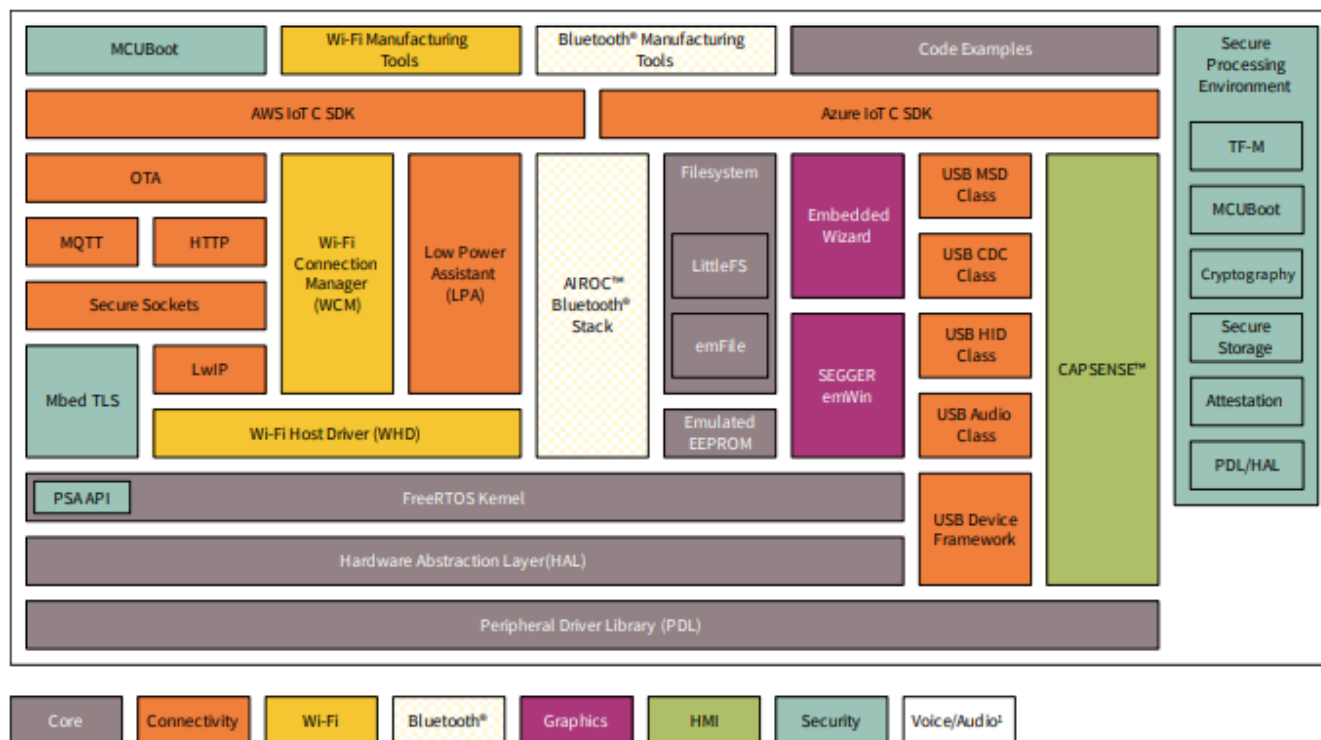 MCUBoot
Wi-Fi Manufacturing
Tools
Bluetooth® Manufacturing
Tools
Code Examples
Secure
Processing
Environment
AWS IoT C SDK
Azure IoT C SDK
TF-M
MCUBoot
Cryptography
Secure
Storage
Attestation
PDL/HAL
OTA
MQTT
HTTP
Secure Sockets
Mbed TLS
LwIP
Wi-Fi
Connection
Manager
(WCM)
Low Power
Assistant
(LPA)
Wi-Fi Host Driver (WHD)
AIROC™
Bluetooth®
Stack
Filesystem
LittleFS
emFile
Emulated
EEPROM
Embedded
Wizard
SEGGER
emWin
USB MSD
Class
USB CDC
Class
USB HID
Class
USB Audio
Class
USB Device
Framework
CAPSENSE™
PSA API
FreeRTOS Kernel
Hardware Abstraction Layer(HAL)
Peripheral Driver Library (PDL)
Core
Connectivity
Wi-Fi
Bluetooth®
Graphics
HMI
Security
Voice/Audio¹